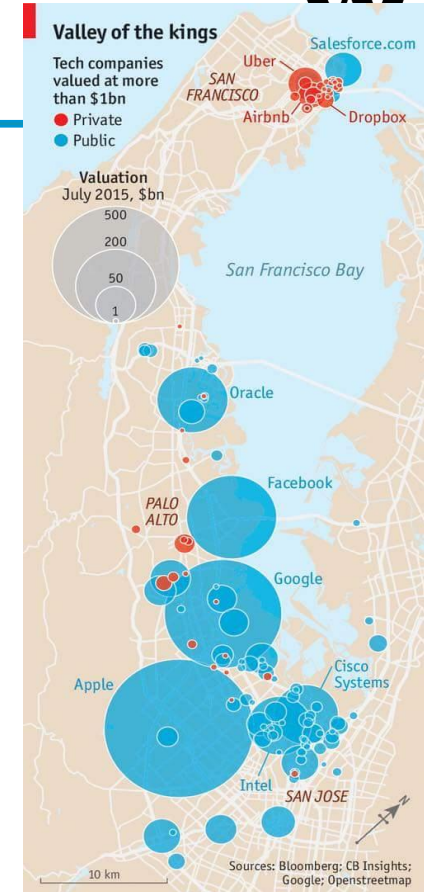 Valley of the kings
Tech companies
valued at more
than $1bn
Private
Public
Valuation
July 2015, $bn
500
200
50
1
Salesforce.com
Uber
SAN
FRANCISCO
Airbnb
Dropbox
San Francisco Bay
Oracle
Facebook
PALO
ALTO
Google
Apple
Cisco
Systems
Intel
SAN JOSE
N
10 km
Sources: Bloomberg; CB Insights;
Google; Openstreetmap